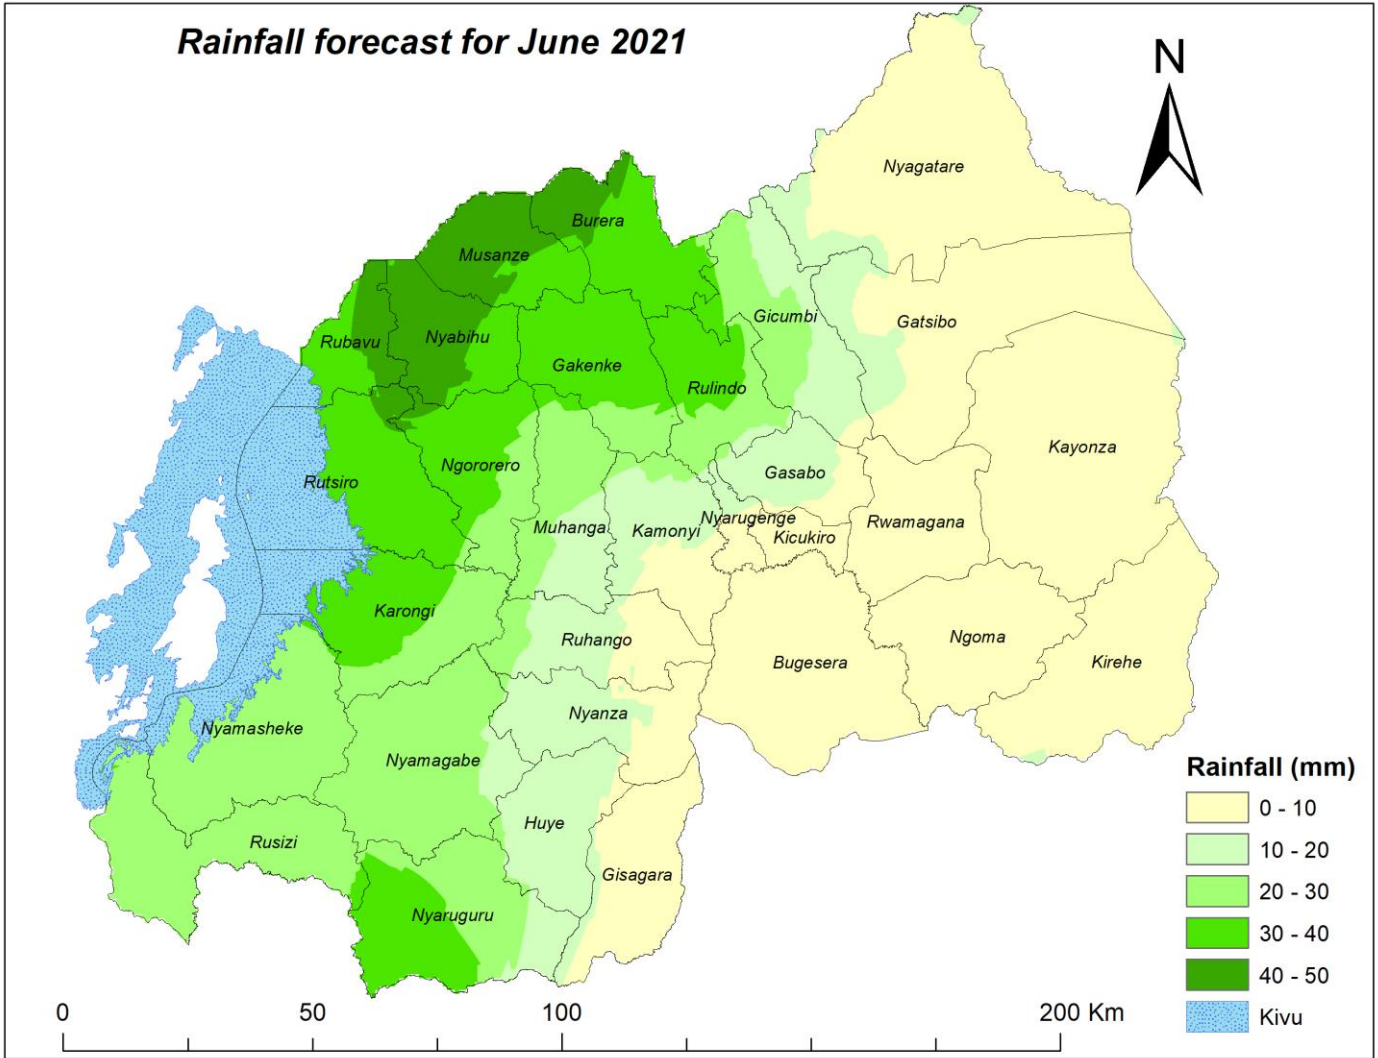 Rainfall forecast for June 2021
N
Nyagatare
Burera
Musanze
Gicumbi
Gatsibo
Rubavu
Nyabihu
Gakenke
Rulindo
Kayonza
Ngororero
Gasabo
Rutsiro
Muhanga
Kamonyi
Nyarugenge
Rwamagana
Kicukiro
Karongi
Ruhango
Ngoma
Bugesera
Kirehe
Nyanza
Nyamasheke
Nyamagabe
Huye
Rusizi
Gisagara
Nyaruguru
Rainfall (mm)
0 - 10
10 - 20
20 - 30
30 - 40
40 - 50
Kivu
0 50 100 200 Km